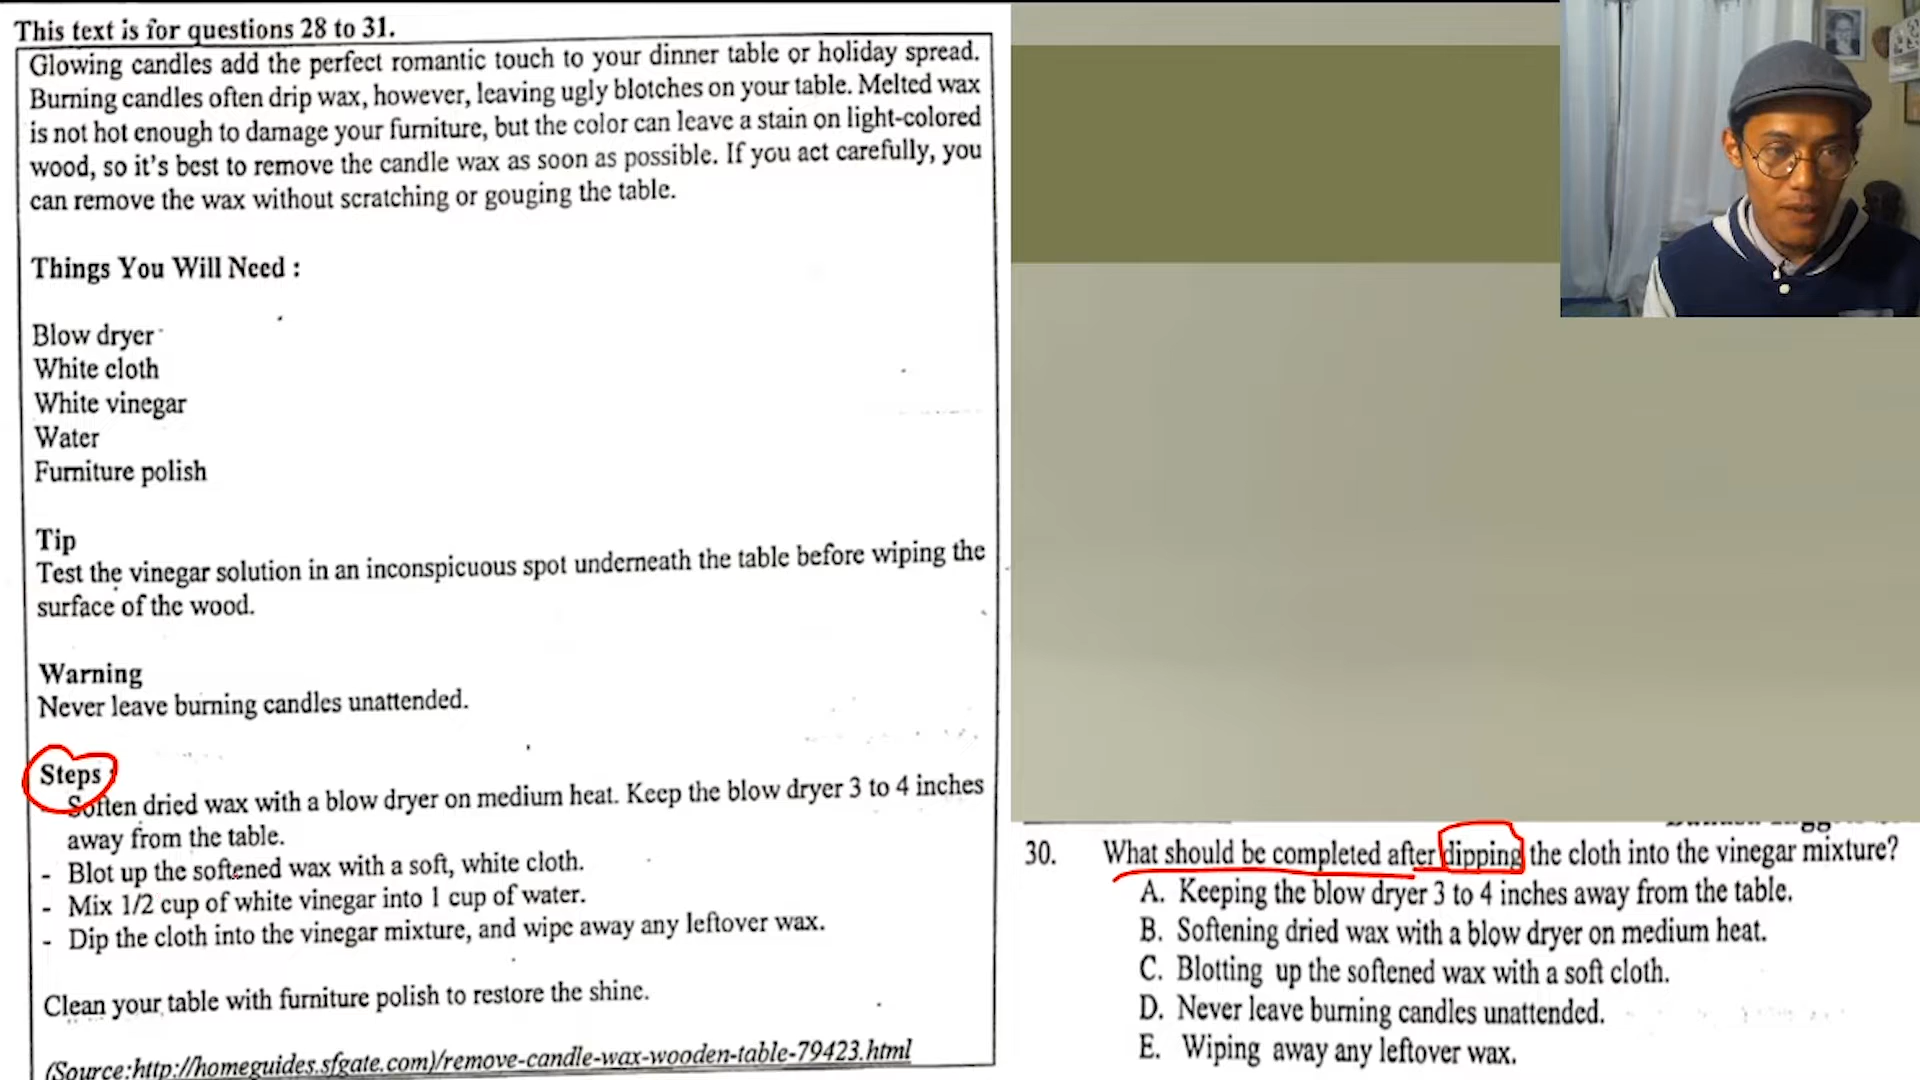 This text is for questions 28 to 31.
Glowing candles add the perfect romantic touch to your dinner table or holiday spread.
Burning candles often drip wax, however, leaving ugly blotches on your table. Melted wax
is not hot enough to damage your furniture, but the color can leave a stain on light-colored
wood, so it's best to remove the candle wax as soon as possible. If you act carefully, you
can remove the wax without scratching or gouging the table.
Things You Will Need :
Blow dryer
White cloth
White vinegar
Water
Furniture polish
Tip
Test the vinegar solution in an inconspicuous spot underneath the table before wiping the
surface of the wood.
Warning
Never leave burning candles unattended.
Steps :
Soften dried wax with a blow dryer on medium heat. Keep the blow dryer 3 to 4 inches
away from the table.
- Blot up the softened wax with a soft, white cloth.
- Mix 1/2 cup of white vinegar into 1 cup of water.
- Dip the cloth into the vinegar mixture, and wipe away any leftover wax.
Clean your table with furniture polish to restore the shine.
(Source:http://homeguides.sfgate.com)/remove-candle-wax-wooden-table-79423.html
30. What should be completed after dipping the cloth into the vinegar mixture?
A. Keeping the blow dryer 3 to 4 inches away from the table.
B. Softening dried wax with a blow dryer on medium heat.
C. Blotting up the softened wax with a soft cloth.
D. Never leave burning candles unattended.
E. Wiping away any leftover wax.